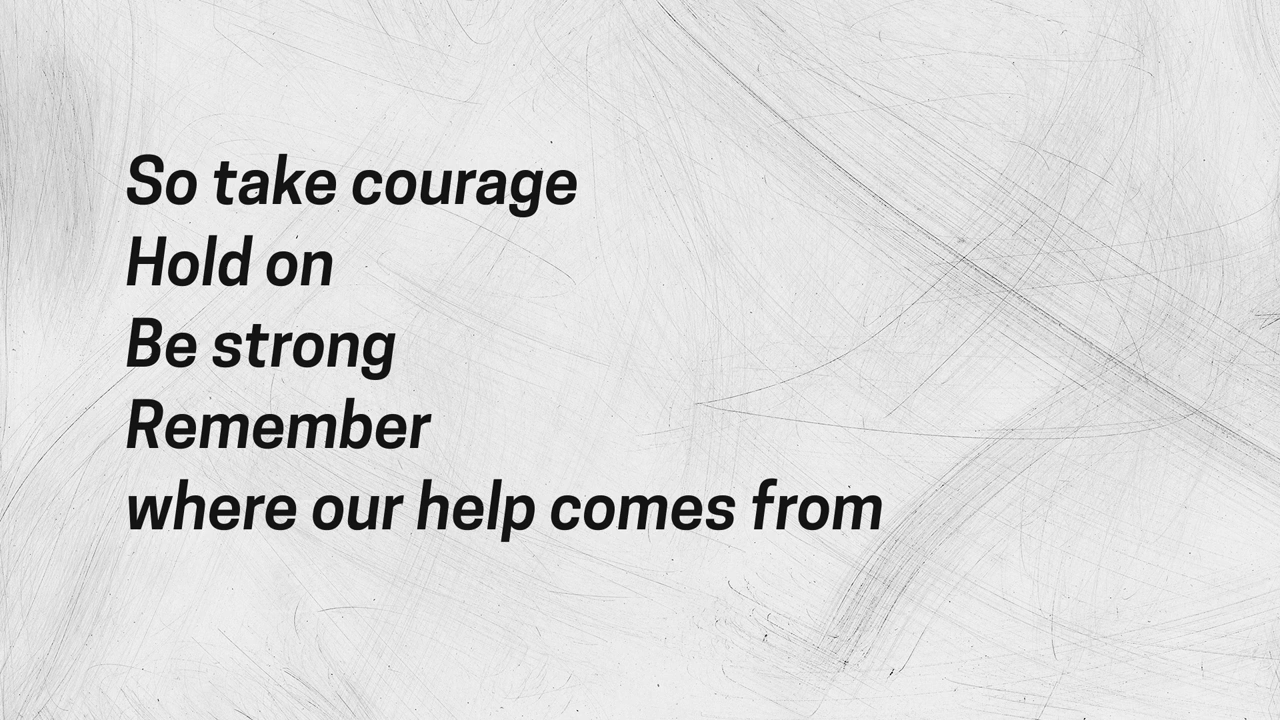 So take courage
Hold on
Be strong
Remember
where our help comes from